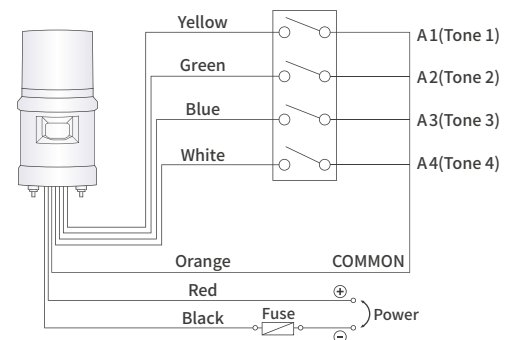 Yellow A1(Tone 1)
Green A2(Tone 2)
Blue A3(Tone 3)
White A4(Tone 4)
Orange COMMON
Red +
Black Fuse Power
−